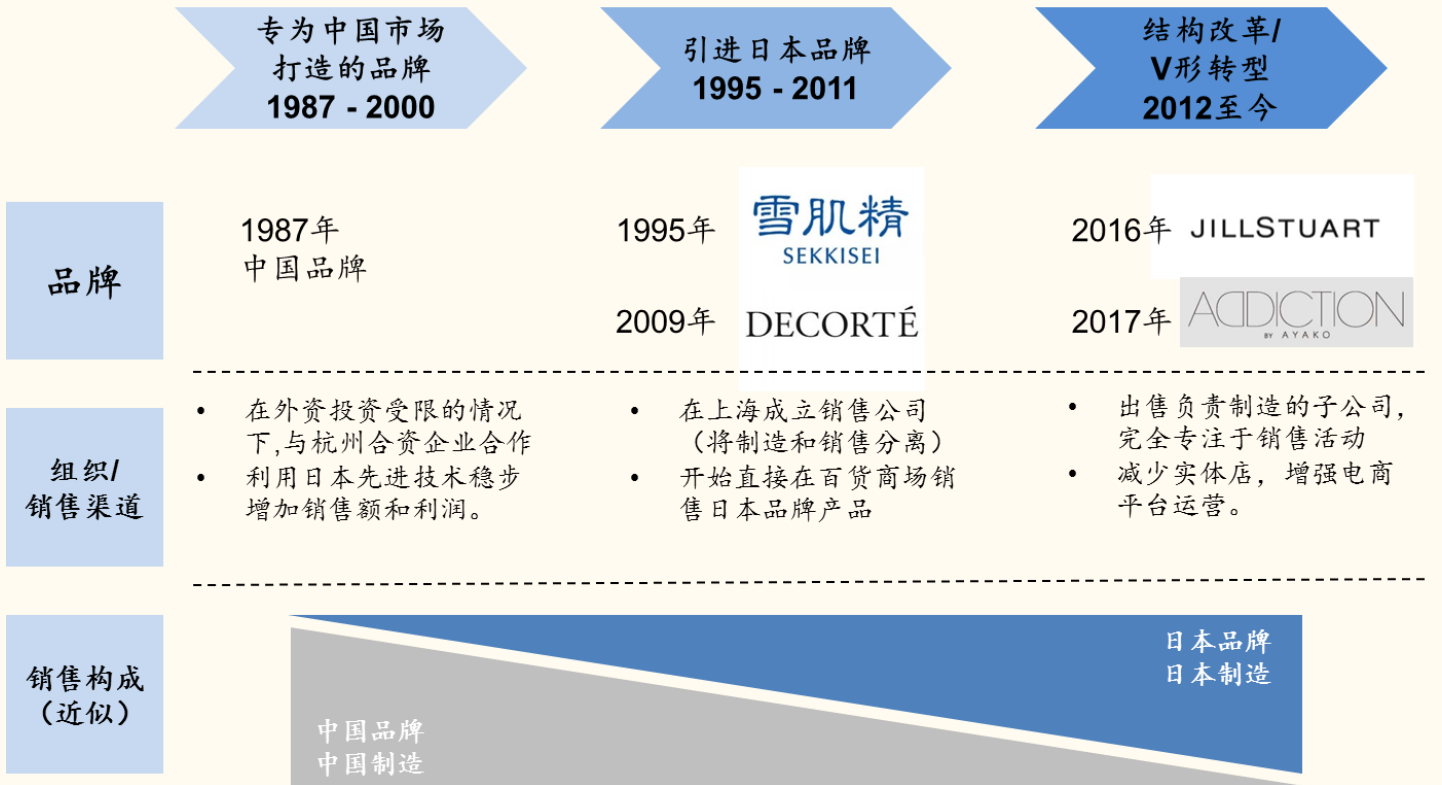 专为中国市场
打造的品牌
1987 - 2000
引进日本品牌
1995 - 2011
结构改革/
V形转型
2012至今
品牌
1987年
中国品牌
1995年
雪肌精
SEKKISEI
2009年
DECORTÉ
2016年
JILLSTUART
2017年
ADDICTION
BY AYAKO
组织/
销售渠道
• 在外资投资受限的情况
下,与杭州合资企业合作
• 利用日本先进技术稳步
增加销售额和利润。
• 在上海成立销售公司
（将制造和销售分离）
• 开始直接在百货商场销
售日本品牌产品
• 出售负责制造的子公司，
完全专注于销售活动
• 减少实体店，增强电商
平台运营。
销售构成
（近似）
日本品牌
日本制造
中国品牌
中国制造